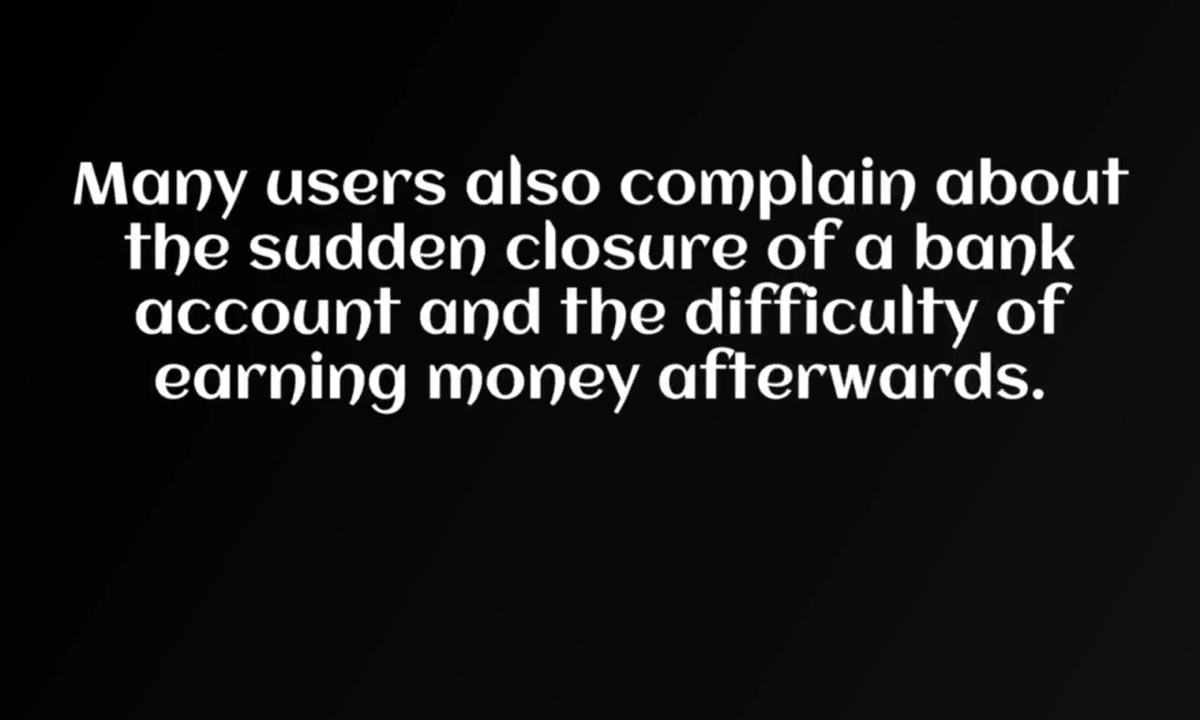 Many users also complain about
the sudden closure of a bank
account and the difficulty of
earning money afterwards.